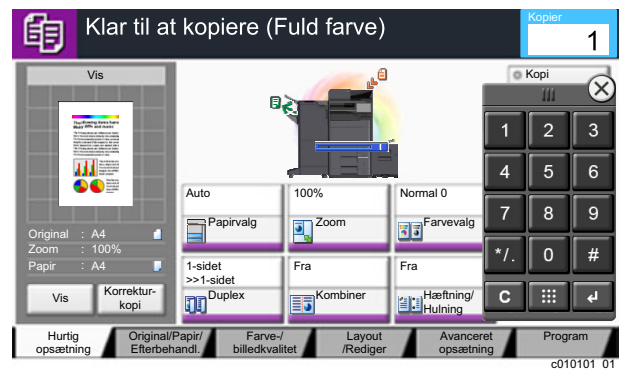 Klar til at kopiere (Fuld farve)
Kopier
1
Vis
Original : A4
Zoom : 100%
Papir : A4
Vis
Korrektur-
kopi
Kopi
Auto
Papirvalg
100%
Zoom
Normal 0
Farvevalg
1-sidet
>>1-sidet
Duplex
Fra
Kombiner
Fra
Hæftning/
Hulning
1 2 3
4 5 6
7 8 9
*/. 0 #
C
Hurtig
opsætning
Original/Papir/
Efterbehandl.
Farve-/
billedkvalitet
Layout
/Rediger
Avanceret
opsætning
Program
c010101_01